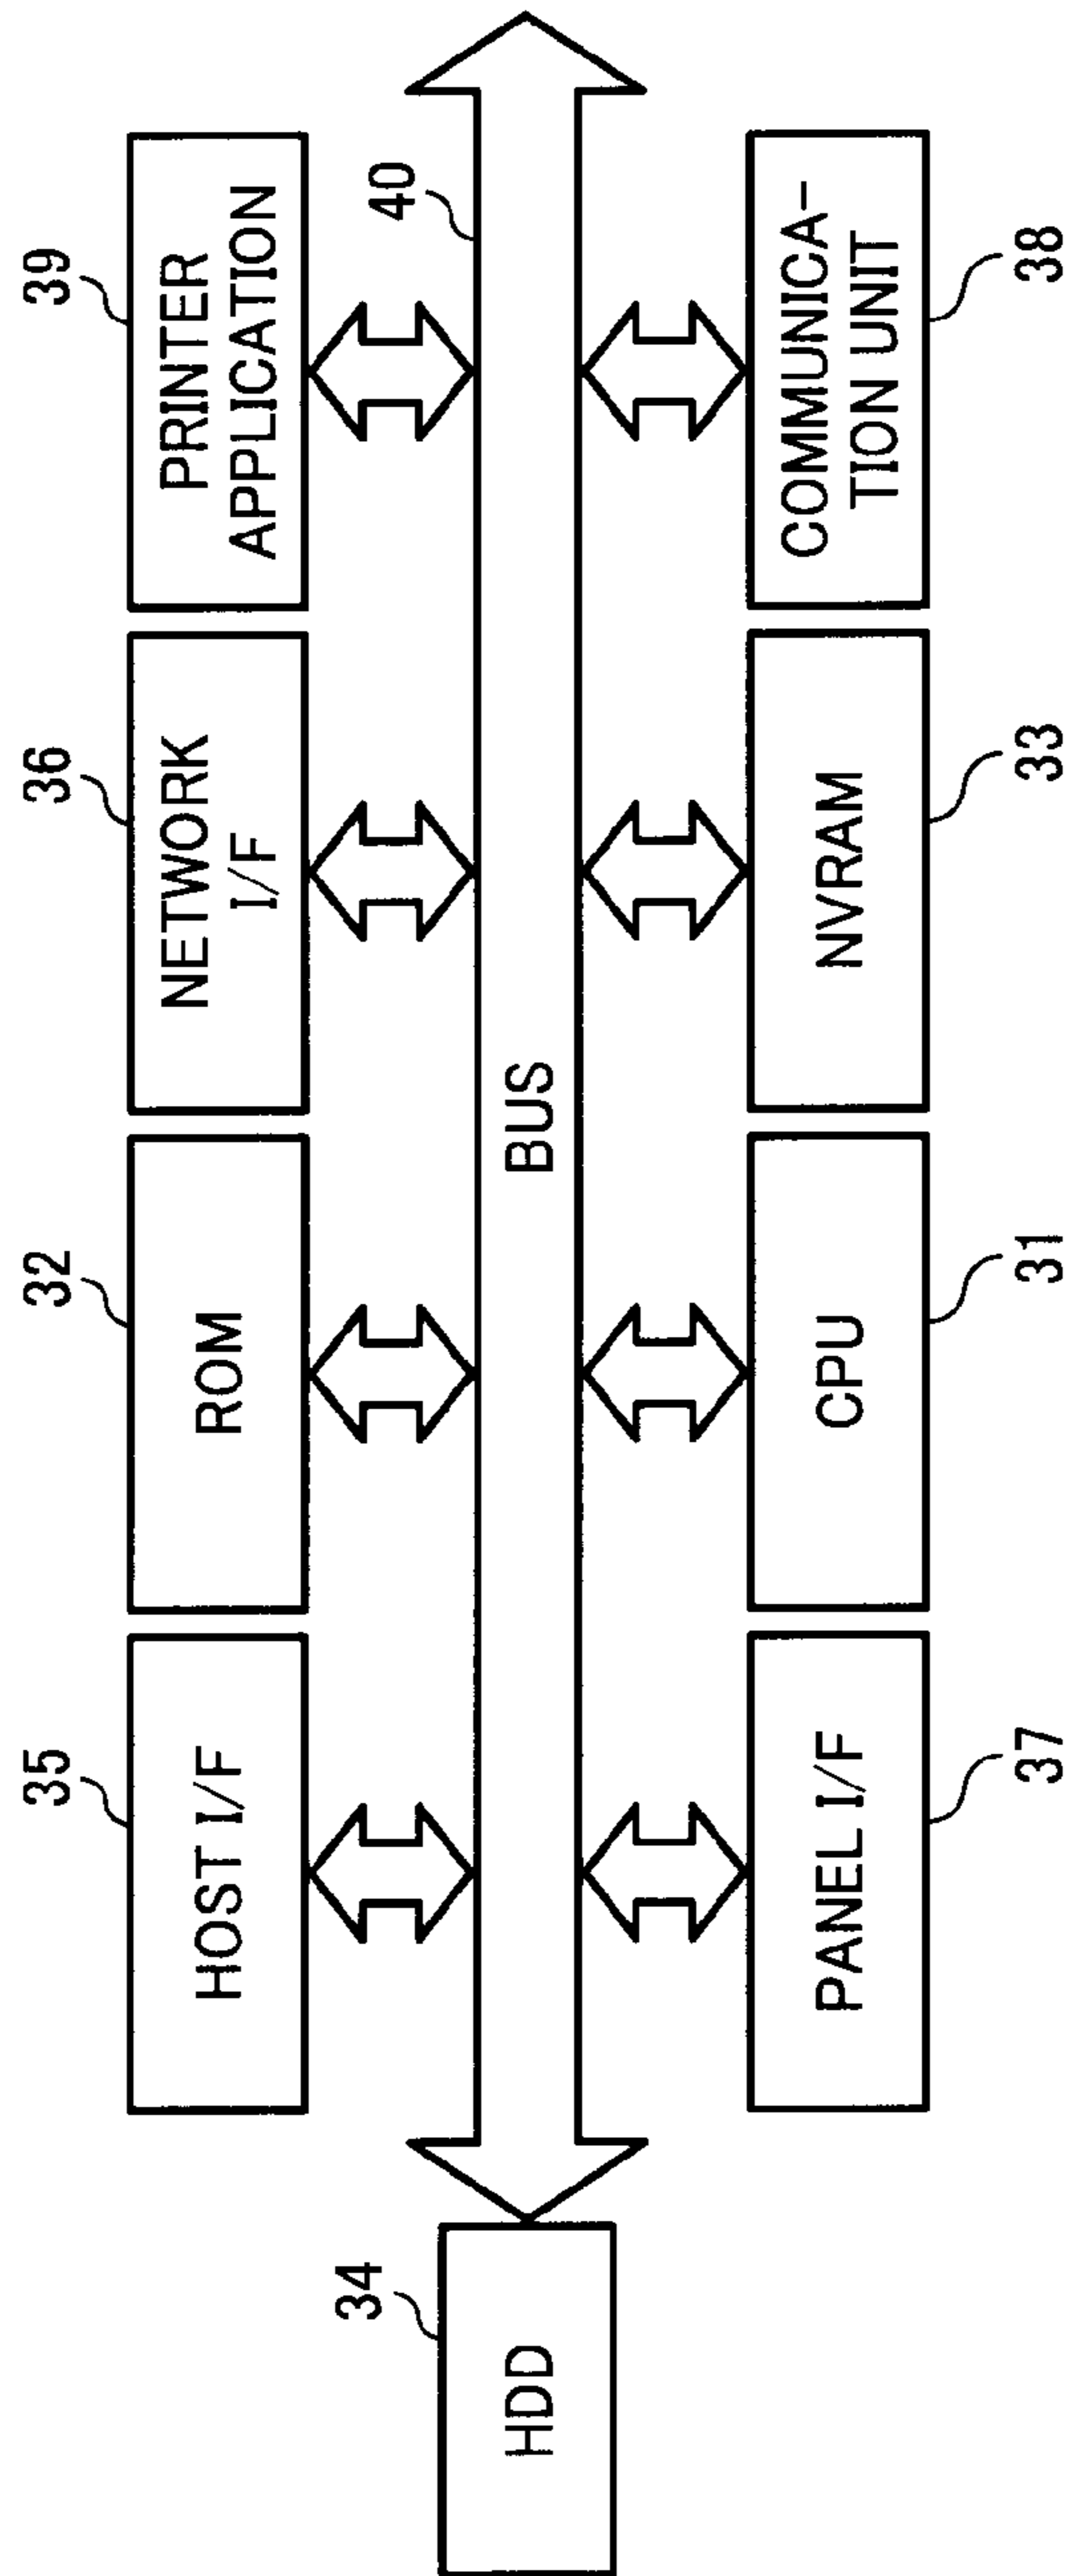 35
32
36
39
HOST I/F
ROM
NETWORK
I/F
PRINTER
APPLICATION
34
40
HDD
BUS
PANEL I/F
CPU
NVRAM
COMMUNICA-
TION UNIT
37
31
33
38